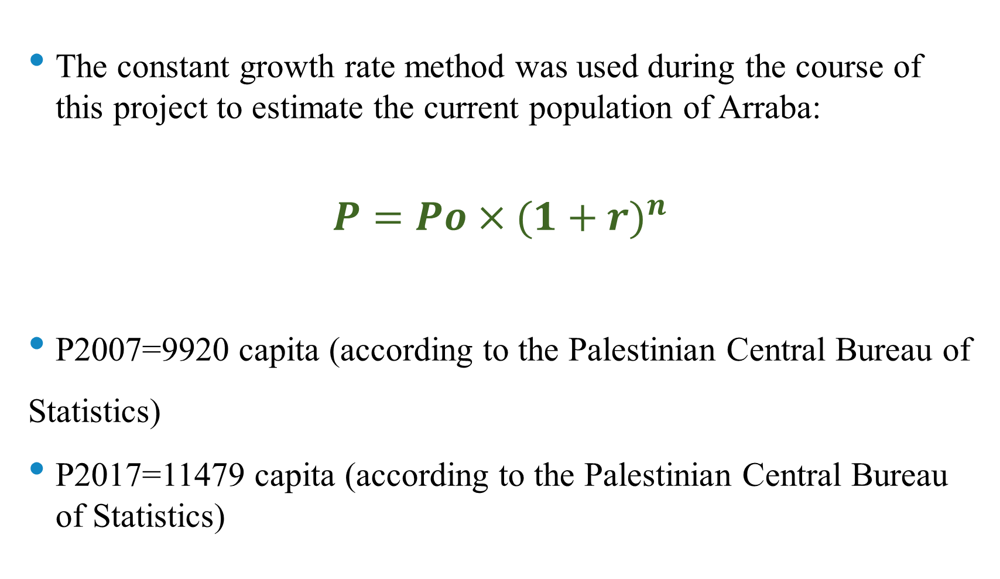 • The constant growth rate method was used during the course of
this project to estimate the current population of Arraba:
P = Po × (1 + r)ⁿ
• P2007=9920 capita (according to the Palestinian Central Bureau of
Statistics)
• P2017=11479 capita (according to the Palestinian Central Bureau
of Statistics)